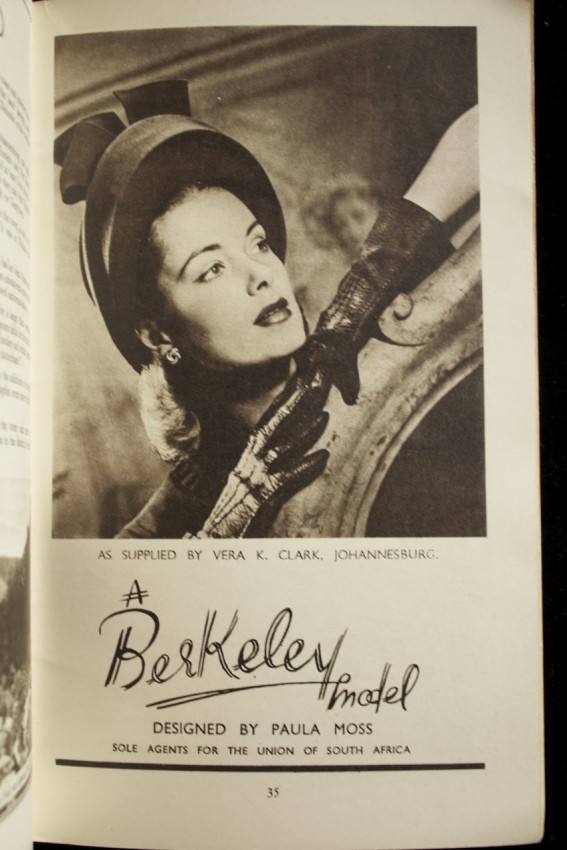 AS SUPPLIED BY VERA K. CLARK, JOHANNESBURG.
A
Berkeley
model
DESIGNED BY PAULA MOSS
SOLE AGENTS FOR THE UNION OF SOUTH AFRICA
35